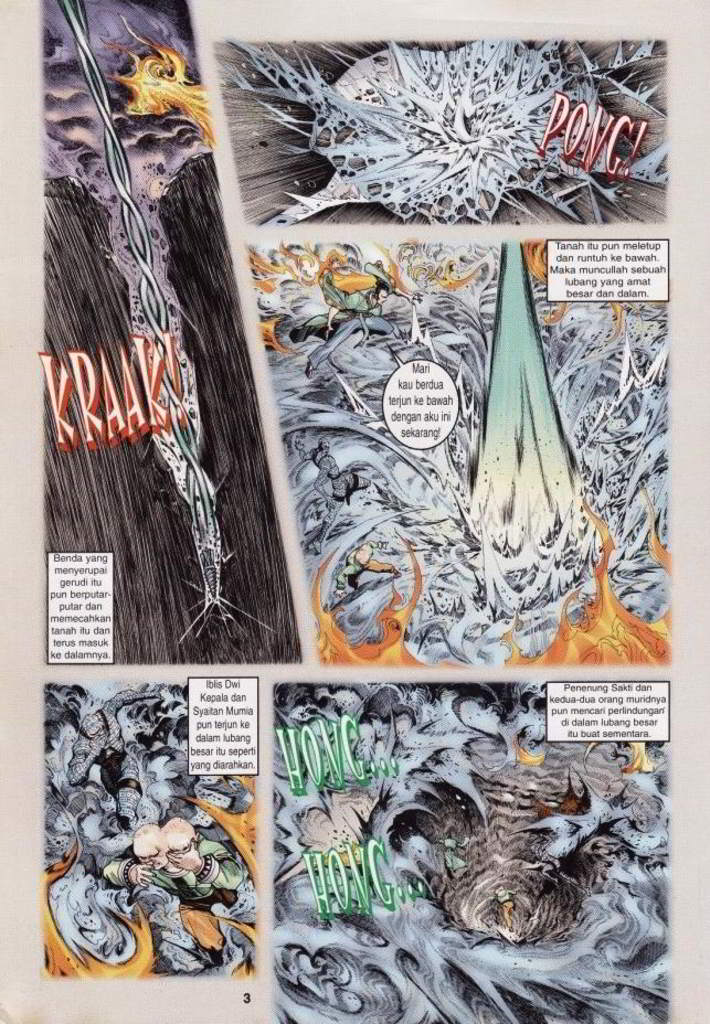 KRAAK!
Benda yang
menyerupai
gerudi itu
pun berputar-
putar dan
memecahkan
tanah itu dan
terus masuk
ke dalamnya.
PONG!
Tanah itu pun meletup
dan runtuh ke bawah.
Maka muncullah sebuah
lubang yang amat
besar dan dalam.
Mari
kau berdua
terjun ke bawah
dengan aku ini
sekarang!
Iblis Dwi
Kepala dan
Syaitan Mumia
pun terjun ke
dalam lubang
besar itu seperti
yang diarahkan.
Penenung Sakti dan
kedua-dua orang muridnya
pun mencari perlindungan
di dalam lubang besar
itu buat sementara.
HONG...
HONG...
3